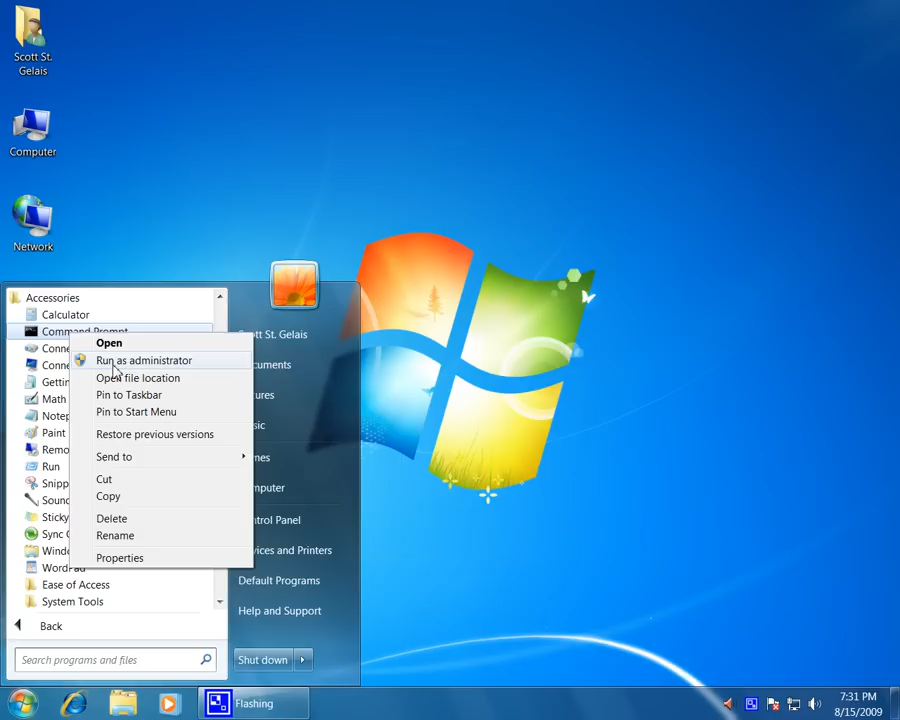 Scott St.
Gelais
Computer
Network
Accessories
Calculator
Command Prompt
Open
Run as administrator
Open file location
Pin to Taskbar
Pin to Start Menu
Restore previous versions
Send to
Cut
Copy
Delete
Rename
Properties
Math
Paint
Run
WordPad
Ease of Access
System Tools
Back
Search programs and files
Scott St. Gelais
Default Programs
Help and Support
Shut down
Flashing
7:31 PM
8/15/2009